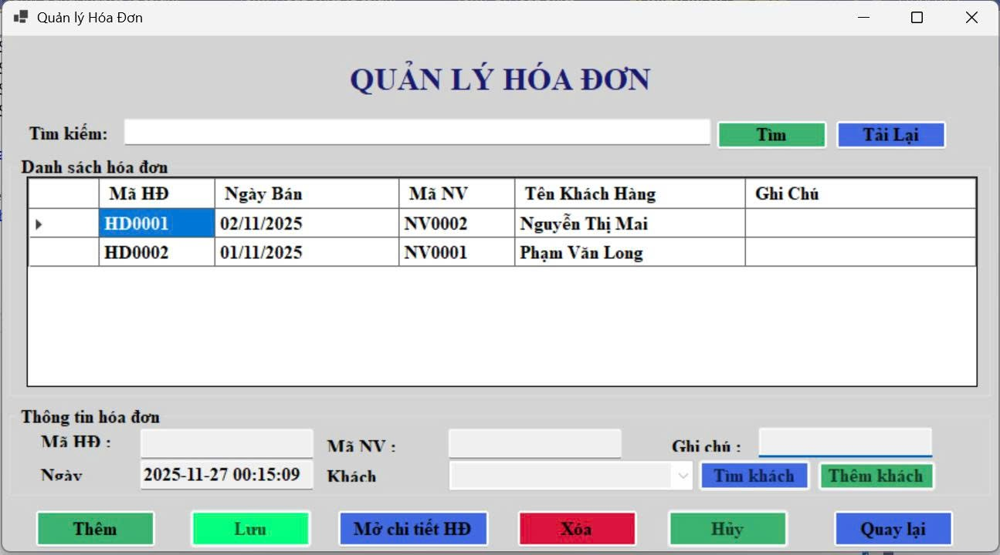 Quản lý Hóa Đơn
QUẢN LÝ HÓA ĐƠN
Tìm kiếm: Tìm Tải Lại
Danh sách hóa đơn
Mã HĐ Ngày Bán Mã NV Tên Khách Hàng Ghi Chú
HD0001 02/11/2025 NV0002 Nguyễn Thị Mai
HD0002 01/11/2025 NV0001 Phạm Văn Long
Thông tin hóa đơn
Mã HĐ : Mã NV : Ghi chú :
Ngày 2025-11-27 00:15:09 Khách Tìm khách Thêm khách
Thêm Lưu Mở chi tiết HĐ Xóa Hủy Quay lại